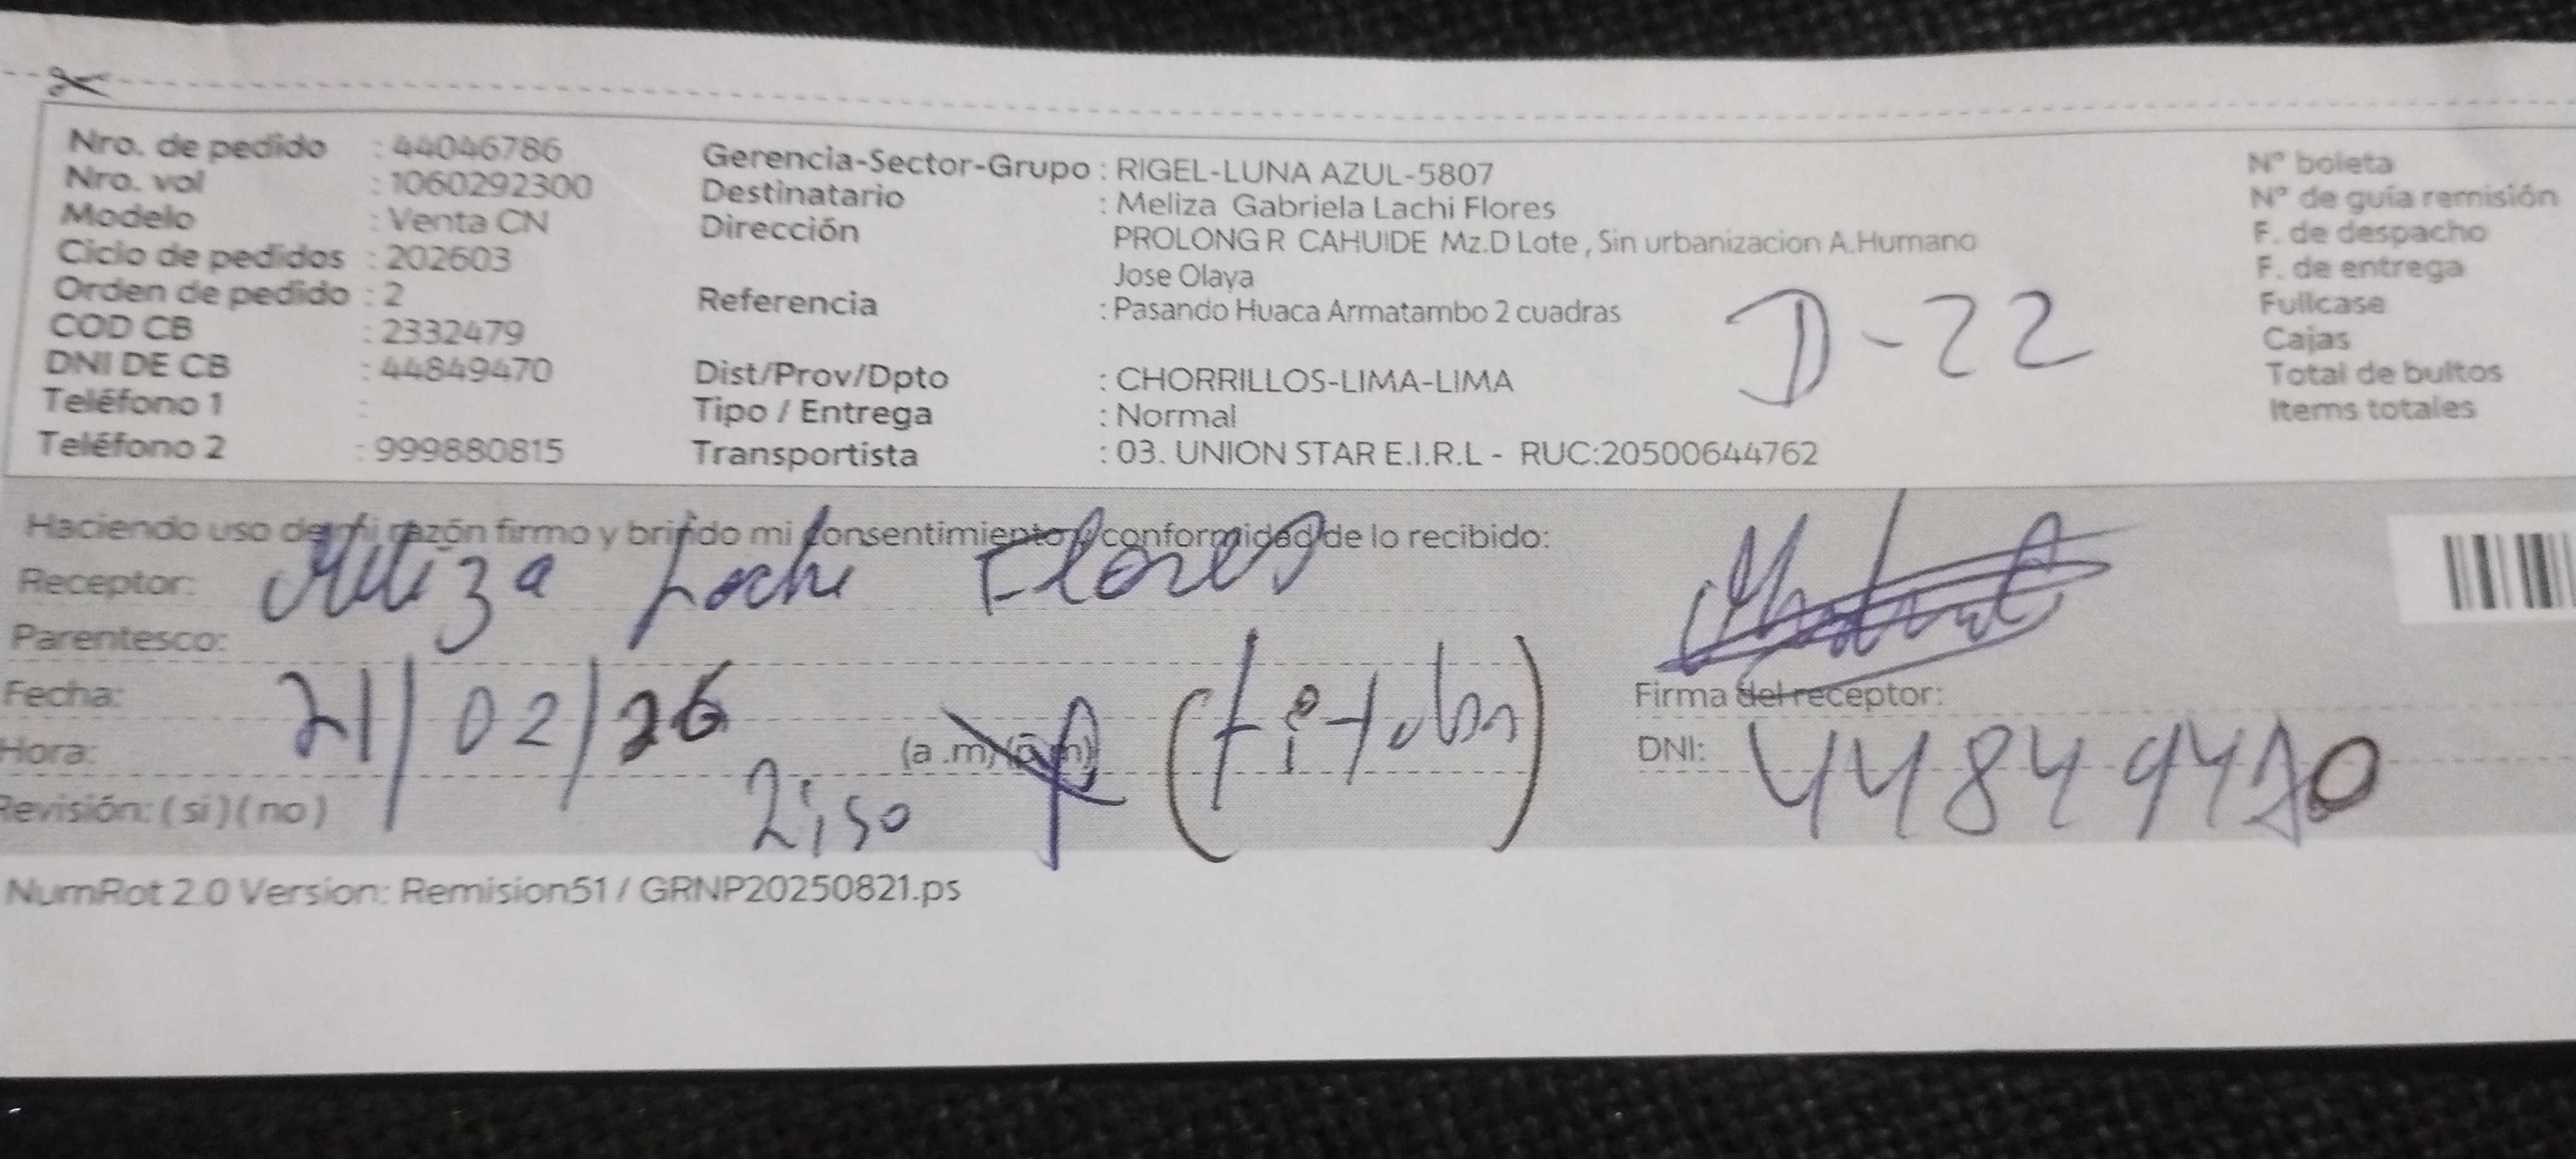 Nro. de pedido : 44046786
Nro. vol : 1060292300
Modelo : Venta CN
Ciclo de pedidos : 202603
Orden de pedido : 2
COD CB : 2332479
DNI DE CB : 44849470
Teléfono 1 :
Teléfono 2 : 999880815
Gerencia-Sector-Grupo : RIGEL-LUNA AZUL-5807
Destinatario : Meliza Gabriela Lachi Flores
Dirección PROLONG R CAHUIDE Mz.D Lote , Sin urbanizacion A.Humano
Jose Olaya
Referencia : Pasando Huaca Armatambo 2 cuadras
D-22
Dist/Prov/Dpto : CHORRILLOS-LIMA-LIMA
Tipo / Entrega : Normal
Transportista : 03. UNION STAR E.I.R.L - RUC:20500644762
N° boleta
N° de guía remisión
F. de despacho
F. de entrega
Fullcase
Cajas
Total de bultos
Items totales
Haciendo uso de mi razón firmo y brindo mi consentimiento y conformidad de lo recibido:
Receptor: Meliza Lachi Flores
Parentesco:
Fecha: 21/02/26
Hora: 2:50 (a .m) (p.m) (titular)
Revisión: ( si ) ( no )
Firma del receptor:
DNI: 44849470
NumRot 2.0 Version: Remision51 / GRNP20250821.ps